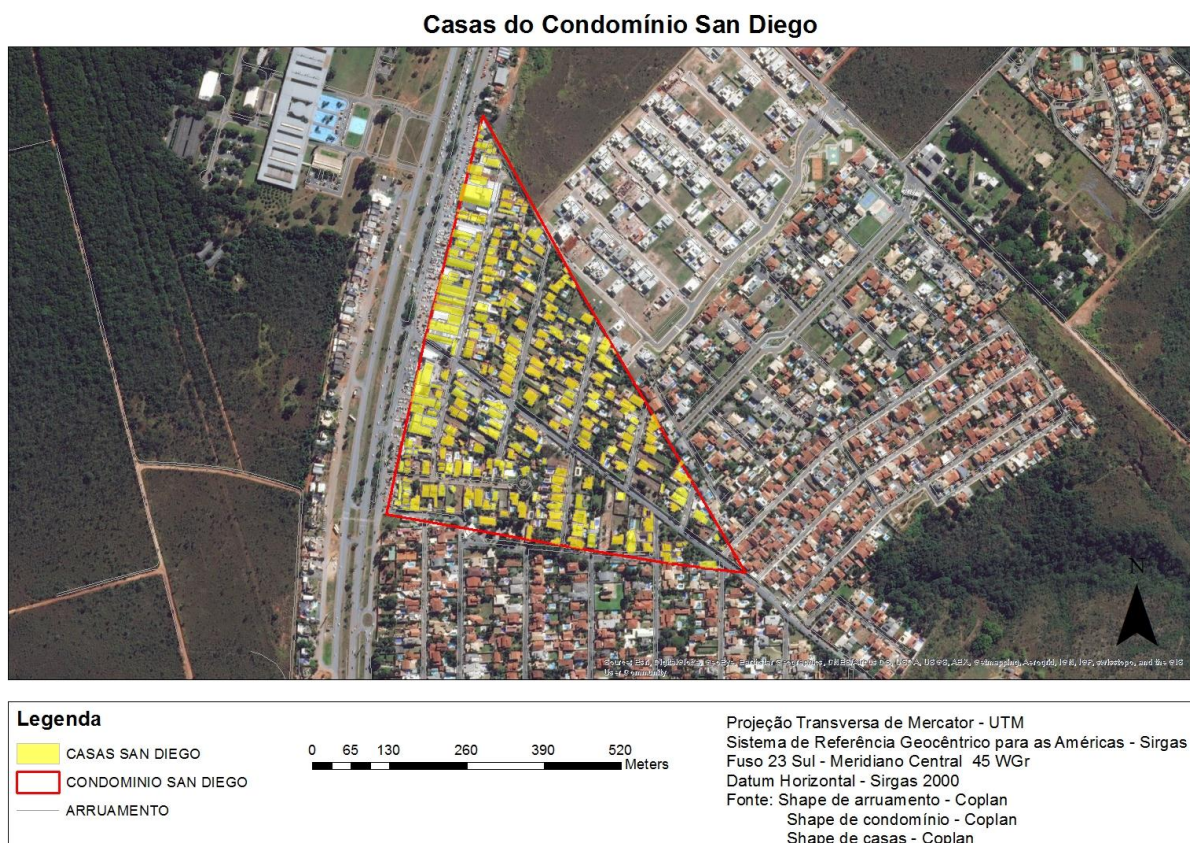 Casas do Condomínio San Diego
N
User Community
Legenda
CASAS SAN DIEGO
CONDOMINIO SAN DIEGO
ARRUAMENTO
0 65 130 260 390 520
Meters
Projeção Transversa de Mercator - UTM
Sistema de Referência Geocêntrico para as Américas - Sirgas
Fuso 23 Sul - Meridiano Central 45 WGr
Datum Horizontal - Sirgas 2000
Fonte: Shape de arruamento - Coplan
Shape de condomínio - Coplan
Shape de casas - Coplan